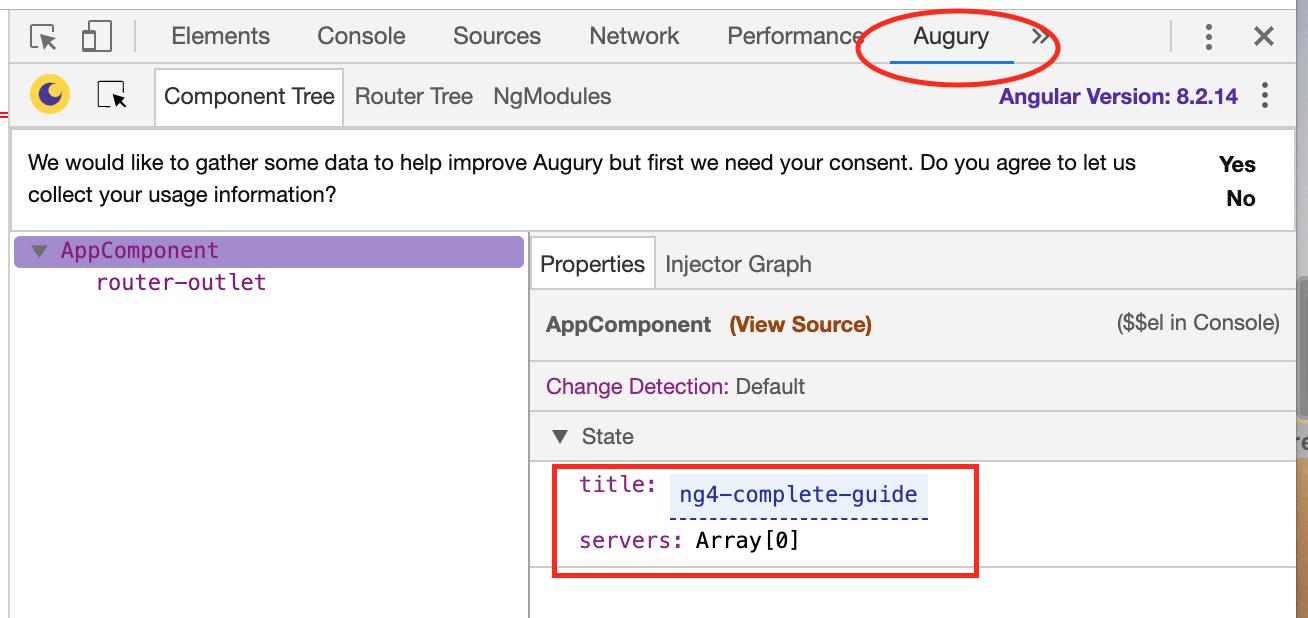 Elements Console Sources Network Performance Augury »
Component Tree Router Tree NgModules Angular Version: 8.2.14
We would like to gather some data to help improve Augury but first we need your consent. Do you agree to let us Yes
collect your usage information? No
▼ AppComponent
router-outlet
Properties Injector Graph
AppComponent (View Source) ($$el in Console)
Change Detection: Default
▼ State
title: ng4-complete-guide
servers: Array[0]